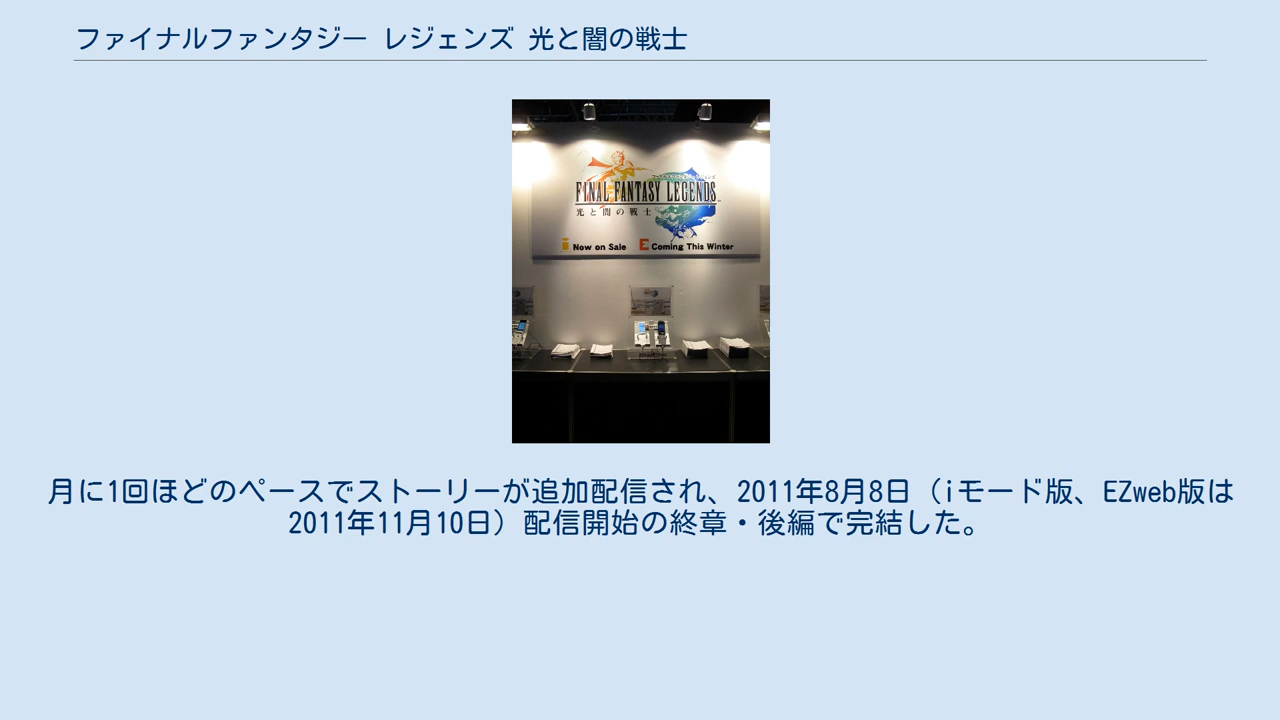 ファイナルファンタジー レジェンズ 光と闇の戦士
FINAL FANTASY LEGENDS
光と闇の戦士
i Now on Sale E Coming This Winter
月に1回ほどのペースでストーリーが追加配信され、2011年8月8日（iモード版、EZweb版は
2011年11月10日）配信開始の終章・後編で完結した。